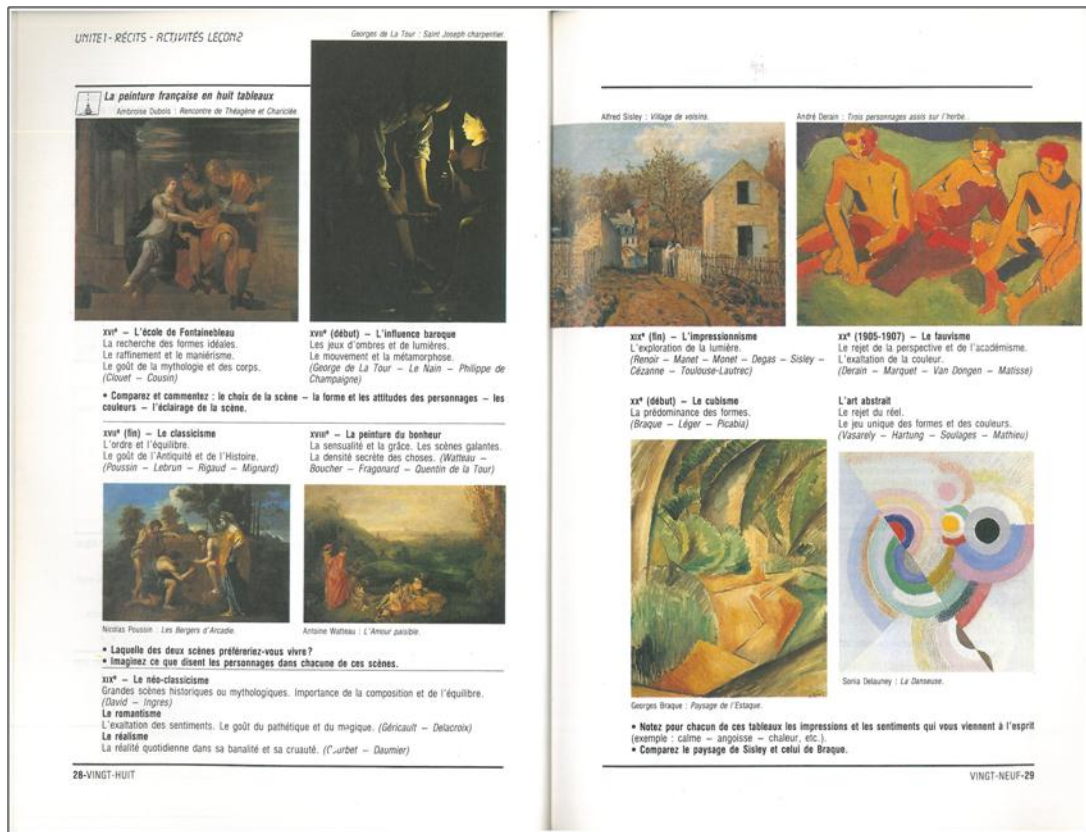 UNITE1 - RÉCITS - ACTIVITÉS LEÇON2
Georges de La Tour : Saint Joseph charpentier.
La peinture française en huit tableaux
Ambroise Dubois : Rencontre de Théagène et Chariclée.
XVIᵉ – L'école de Fontainebleau
La recherche des formes idéales.
Le raffinement et le maniérisme.
Le goût de la mythologie et des corps.
(Clouet – Cousin)
XVIIᵉ (début) – L'influence baroque
Les jeux d'ombres et de lumières.
Le mouvement et la métamorphose.
(George de La Tour – Le Nain – Philippe de
Champaigne)
• Comparez et commentez : le choix de la scène – la forme et les attitudes des personnages – les
couleurs – l'éclairage de la scène.
XVIIᵉ (fin) – Le classicisme
L'ordre et l'équilibre.
Le goût de l'Antiquité et de l'Histoire.
(Poussin – Lebrun – Rigaud – Mignard)
XVIIIᵉ – La peinture du bonheur
La sensualité et la grâce. Les scènes galantes.
La densité secrète des choses. (Watteau –
Boucher – Fragonard – Quentin de la Tour)
Nicolas Poussin : Les Bergers d'Arcadie.
Antoine Watteau : L'Amour paisible.
• Laquelle des deux scènes préféreriez-vous vivre ?
• Imaginez ce que disent les personnages dans chacune de ces scènes.
XIXᵉ – Le néo-classicisme
Grandes scènes historiques ou mythologiques. Importance de la composition et de l'équilibre.
(David – Ingres)
Le romantisme
L'exaltation des sentiments. Le goût du pathétique et du magique. (Géricault – Delacroix)
Le réalisme
La réalité quotidienne dans sa banalité et sa cruauté. (Courbet – Daumier)
28-VINGT-HUIT
Alfred Sisley : Village de voisins.
André Derain : Trois personnages assis sur l'herbe.
XIXᵉ (fin) – L'impressionnisme
L'exploration de la lumière.
(Renoir – Manet – Monet – Degas – Sisley –
Cézanne – Toulouse-Lautrec)
XXᵉ (1905-1907) – Le fauvisme
Le rejet de la perspective et de l'académisme.
L'exaltation de la couleur.
(Derain – Marquet – Van Dongen – Matisse)
XXᵉ (début) – Le cubisme
La prédominance des formes.
(Braque – Léger – Picabia)
L'art abstrait
Le rejet du réel.
Le jeu unique des formes et des couleurs.
(Vasarely – Hartung – Soulages – Mathieu)
Georges Braque : Paysage de l'Estaque.
Sonia Delauney : La Danseuse.
• Notez pour chacun de ces tableaux les impressions et les sentiments qui vous viennent à l'esprit
(exemple : calme – angoisse – chaleur, etc.).
• Comparez le paysage de Sisley et celui de Braque.
VINGT-NEUF-29